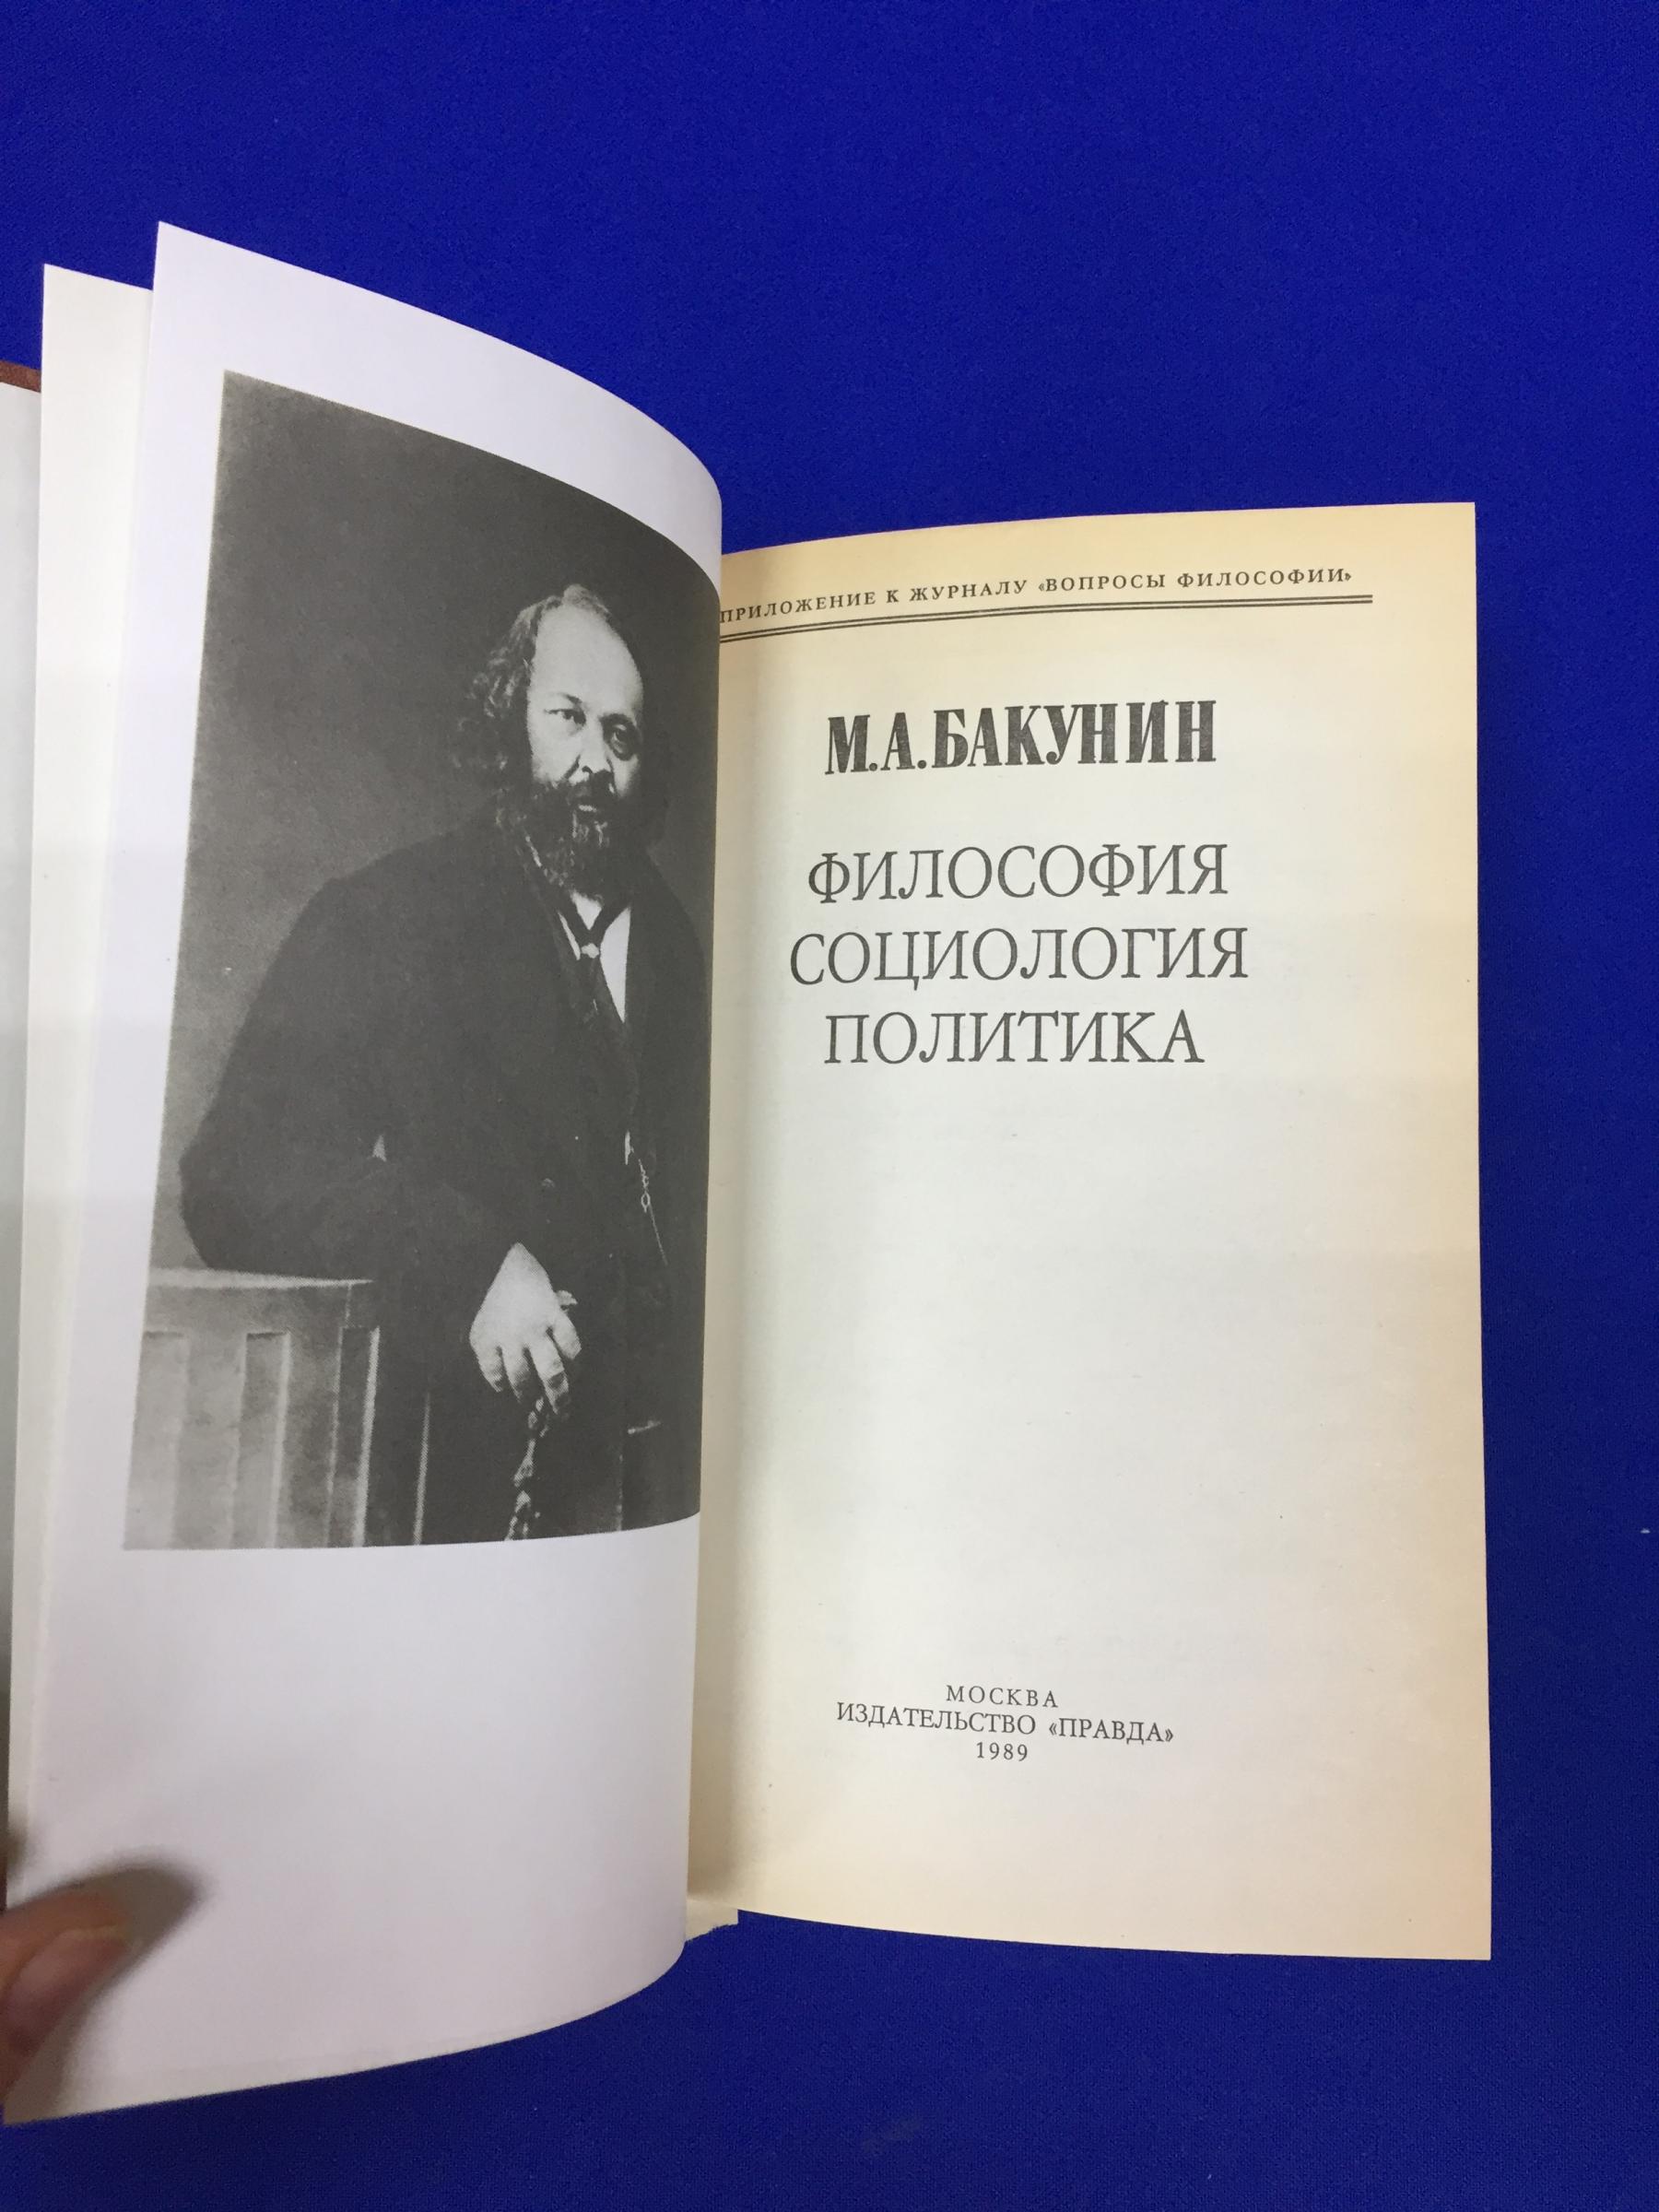 ПРИЛОЖЕНИЕ К ЖУРНАЛУ «ВОПРОСЫ ФИЛОСОФИИ»
М.А.БАКУНИН
ФИЛОСОФИЯ
СОЦИОЛОГИЯ
ПОЛИТИКА
МОСКВА
ИЗДАТЕЛЬСТВО «ПРАВДА»
1989